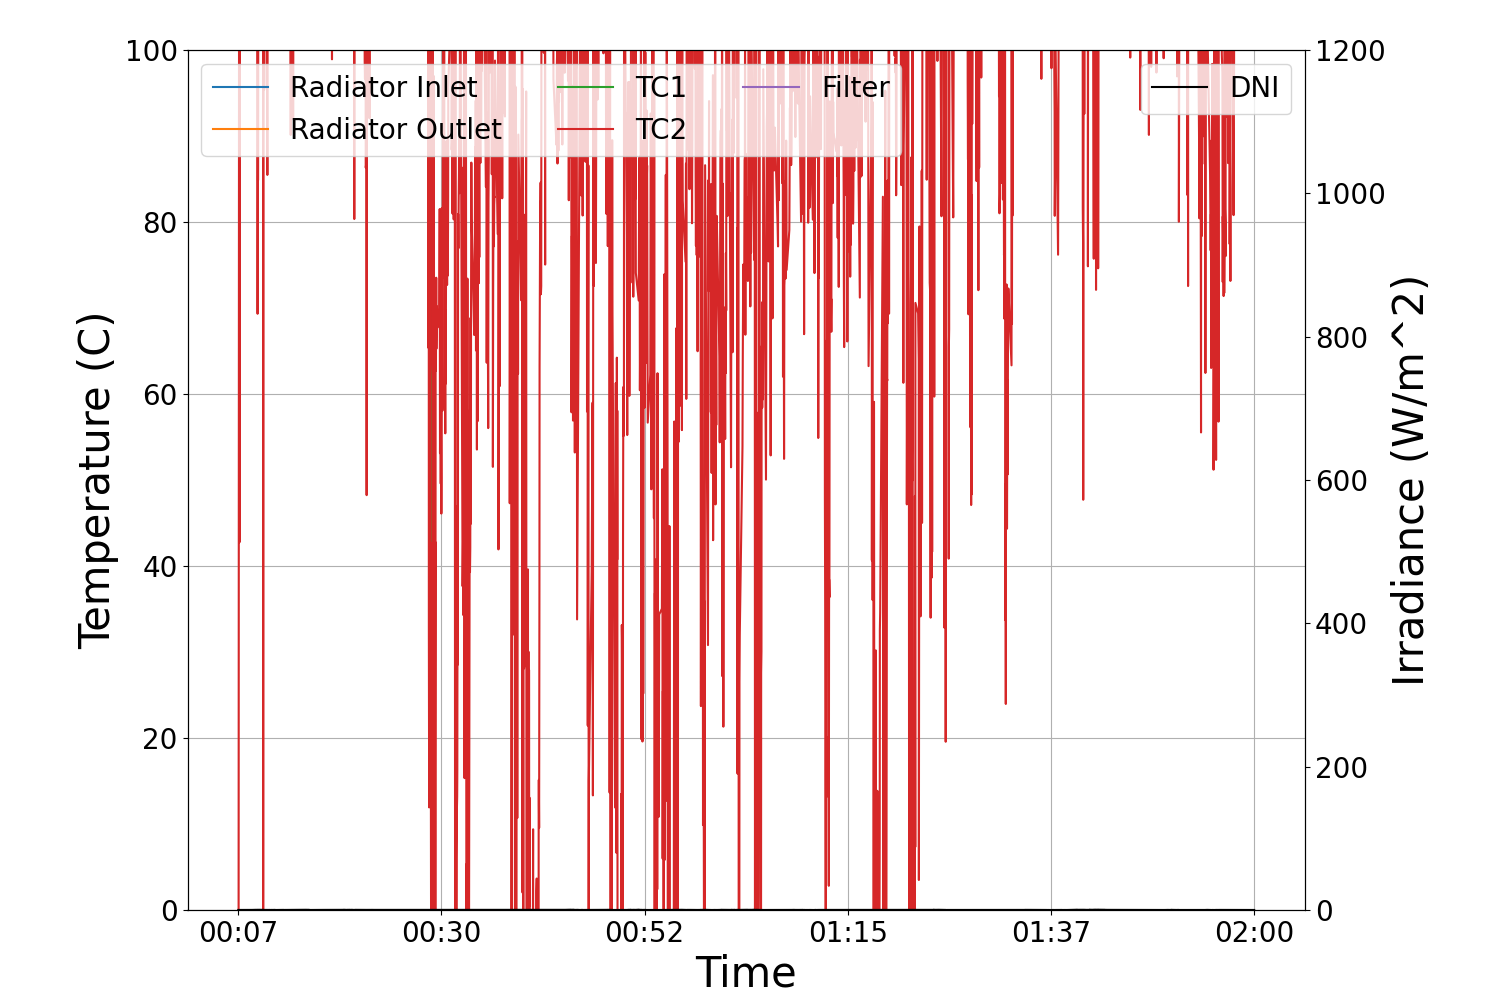 100
80
60
40
20
0
Temperature (C)
Radiator Inlet
Radiator Outlet
TC1
TC2
Filter
DNI
1200
1000
800
600
400
200
0
Irradiance (W/m^2)
00:07 00:30 00:52 01:15 01:37 02:00
Time